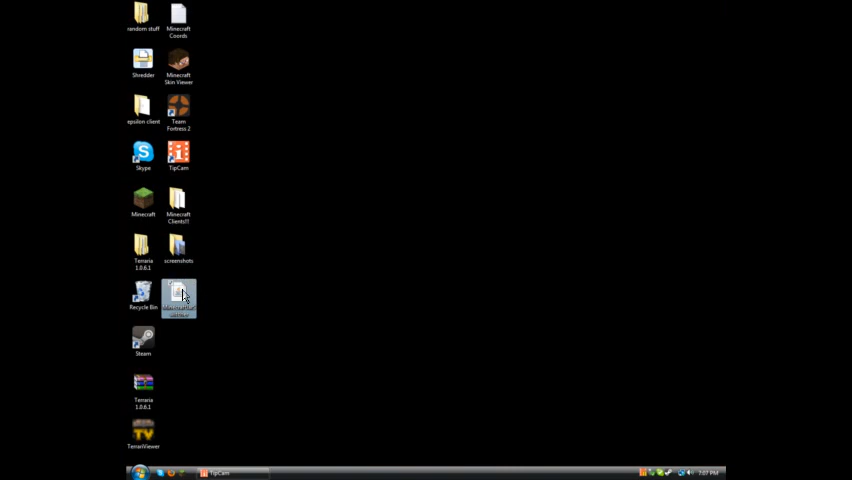 random stuff
Minecraft
Coords
Shredder
Minecraft
Skin Viewer
epsilon client
Team
Fortress 2
Skype
TipCam
Minecraft
Minecraft
Clients!!!
Terraria
1.0.6.1
screenshots
Recycle Bin
Steam
Terraria
1.0.6.1
TerrariViewer
TipCam
7:07 PM